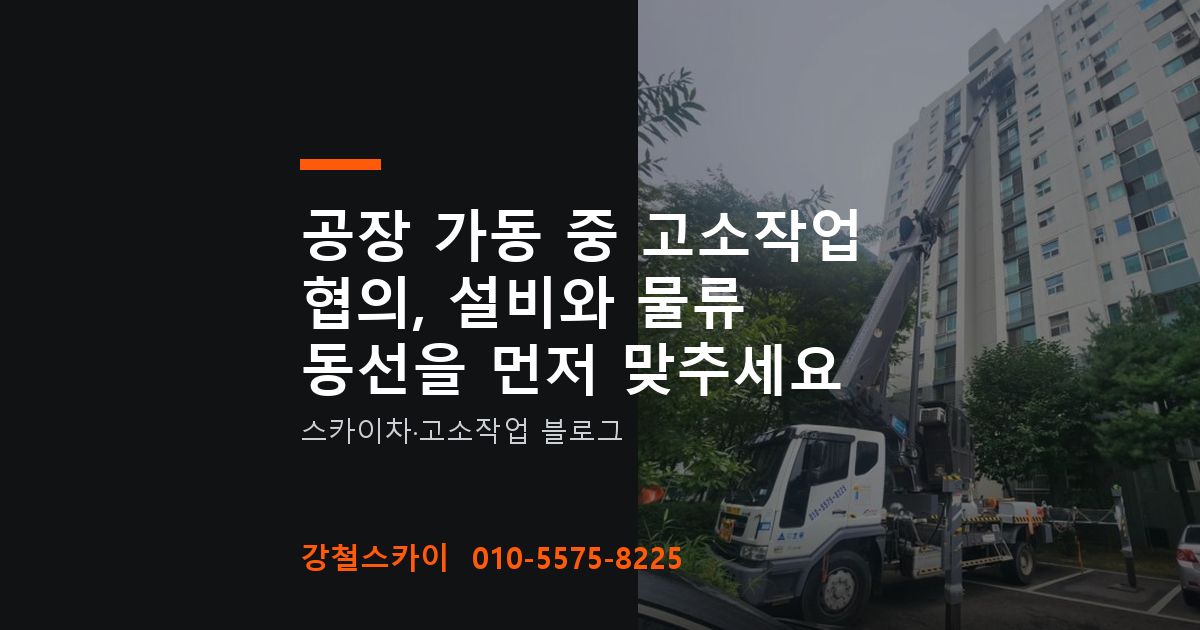 공장 가동 중 고소작업
협의, 설비와 물류
동선을 먼저 맞추세요
스카이차·고소작업 블로그
강철스카이 010-5575-8225